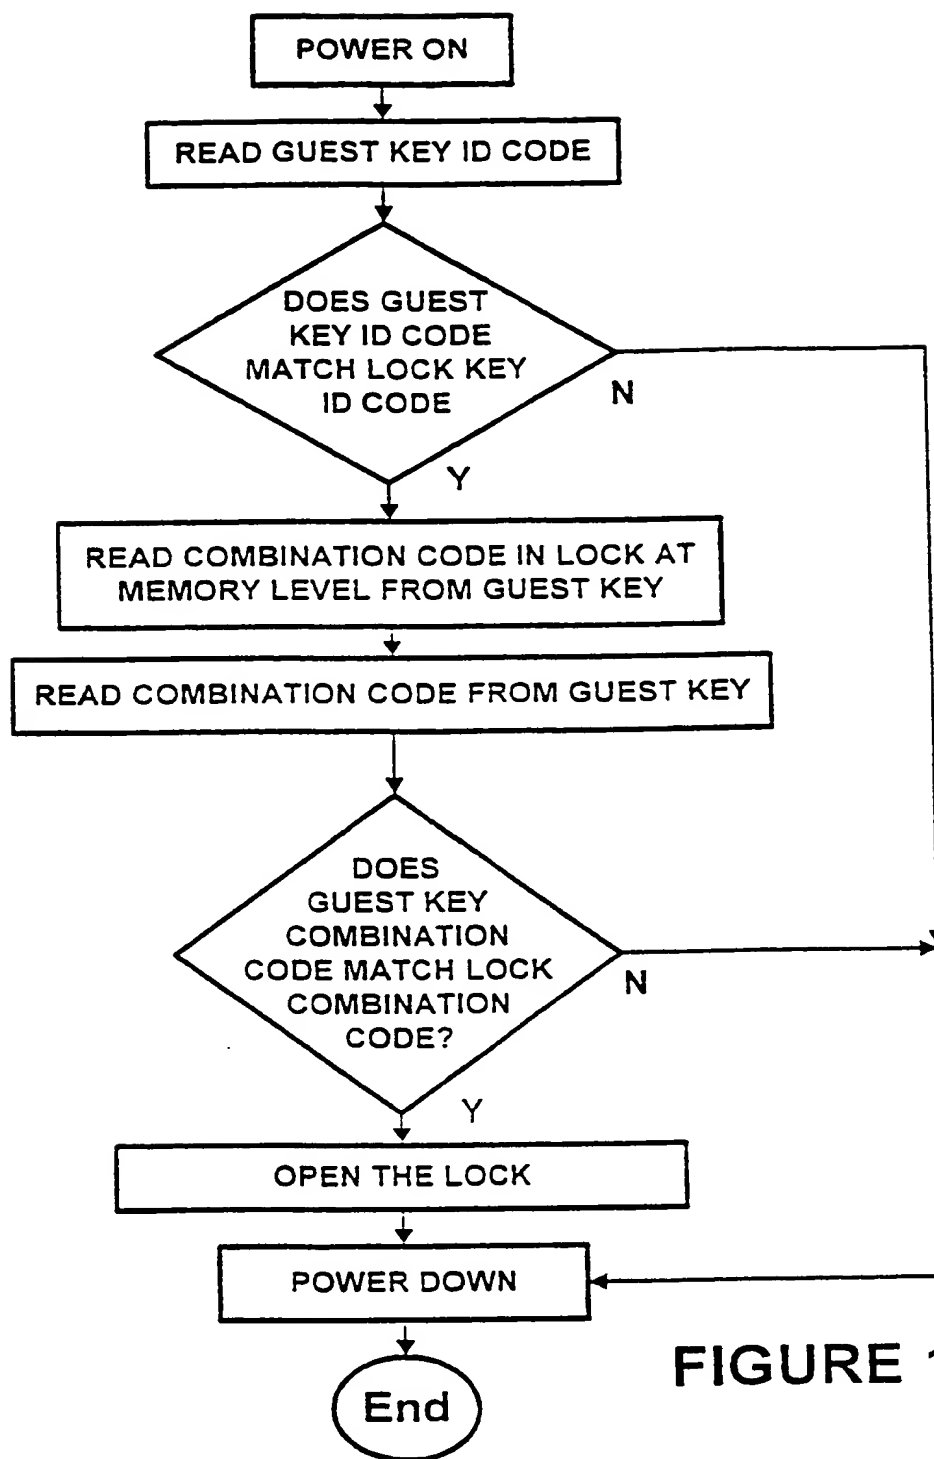 POWER ON
READ GUEST KEY ID CODE
DOES GUEST
KEY ID CODE
MATCH LOCK KEY
ID CODE
N
Y
READ COMBINATION CODE IN LOCK AT
MEMORY LEVEL FROM GUEST KEY
READ COMBINATION CODE FROM GUEST KEY
DOES
GUEST KEY
COMBINATION
CODE MATCH LOCK
COMBINATION
CODE?
N
Y
OPEN THE LOCK
POWER DOWN
FIGURE
End